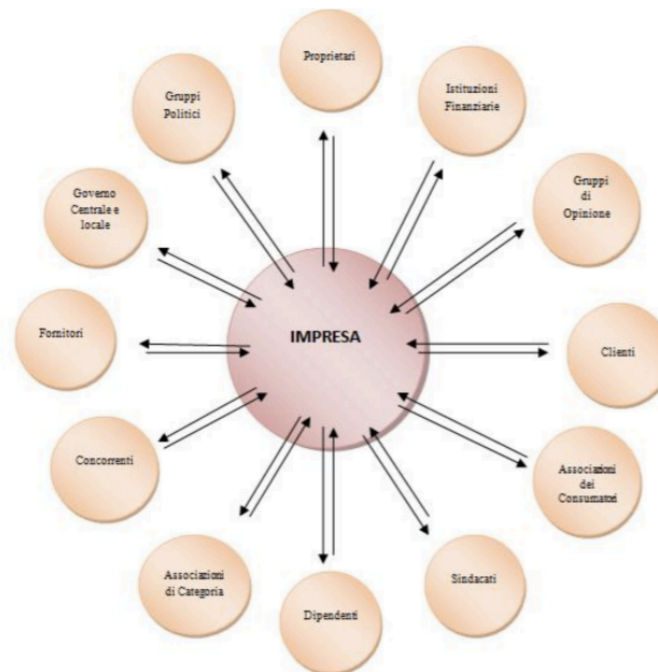 Proprietari
Istituzioni
Finanziarie
Gruppi
di
Opinione
Clienti
Associazioni
dei
Consumatori
Sindacati
Dipendenti
Associazioni
di Categoria
Concorrenti
Fornitori
Governo
Centrale e
locale
Gruppi
Politici
IMPRESA